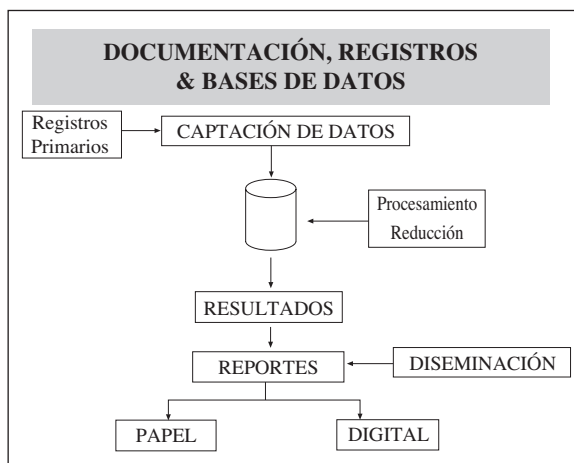 DOCUMENTACIÓN, REGISTROS
& BASES DE DATOS
Registros
Primarios
CAPTACIÓN DE DATOS
Procesamiento
Reducción
RESULTADOS
REPORTES
DISEMINACIÓN
PAPEL
DIGITAL